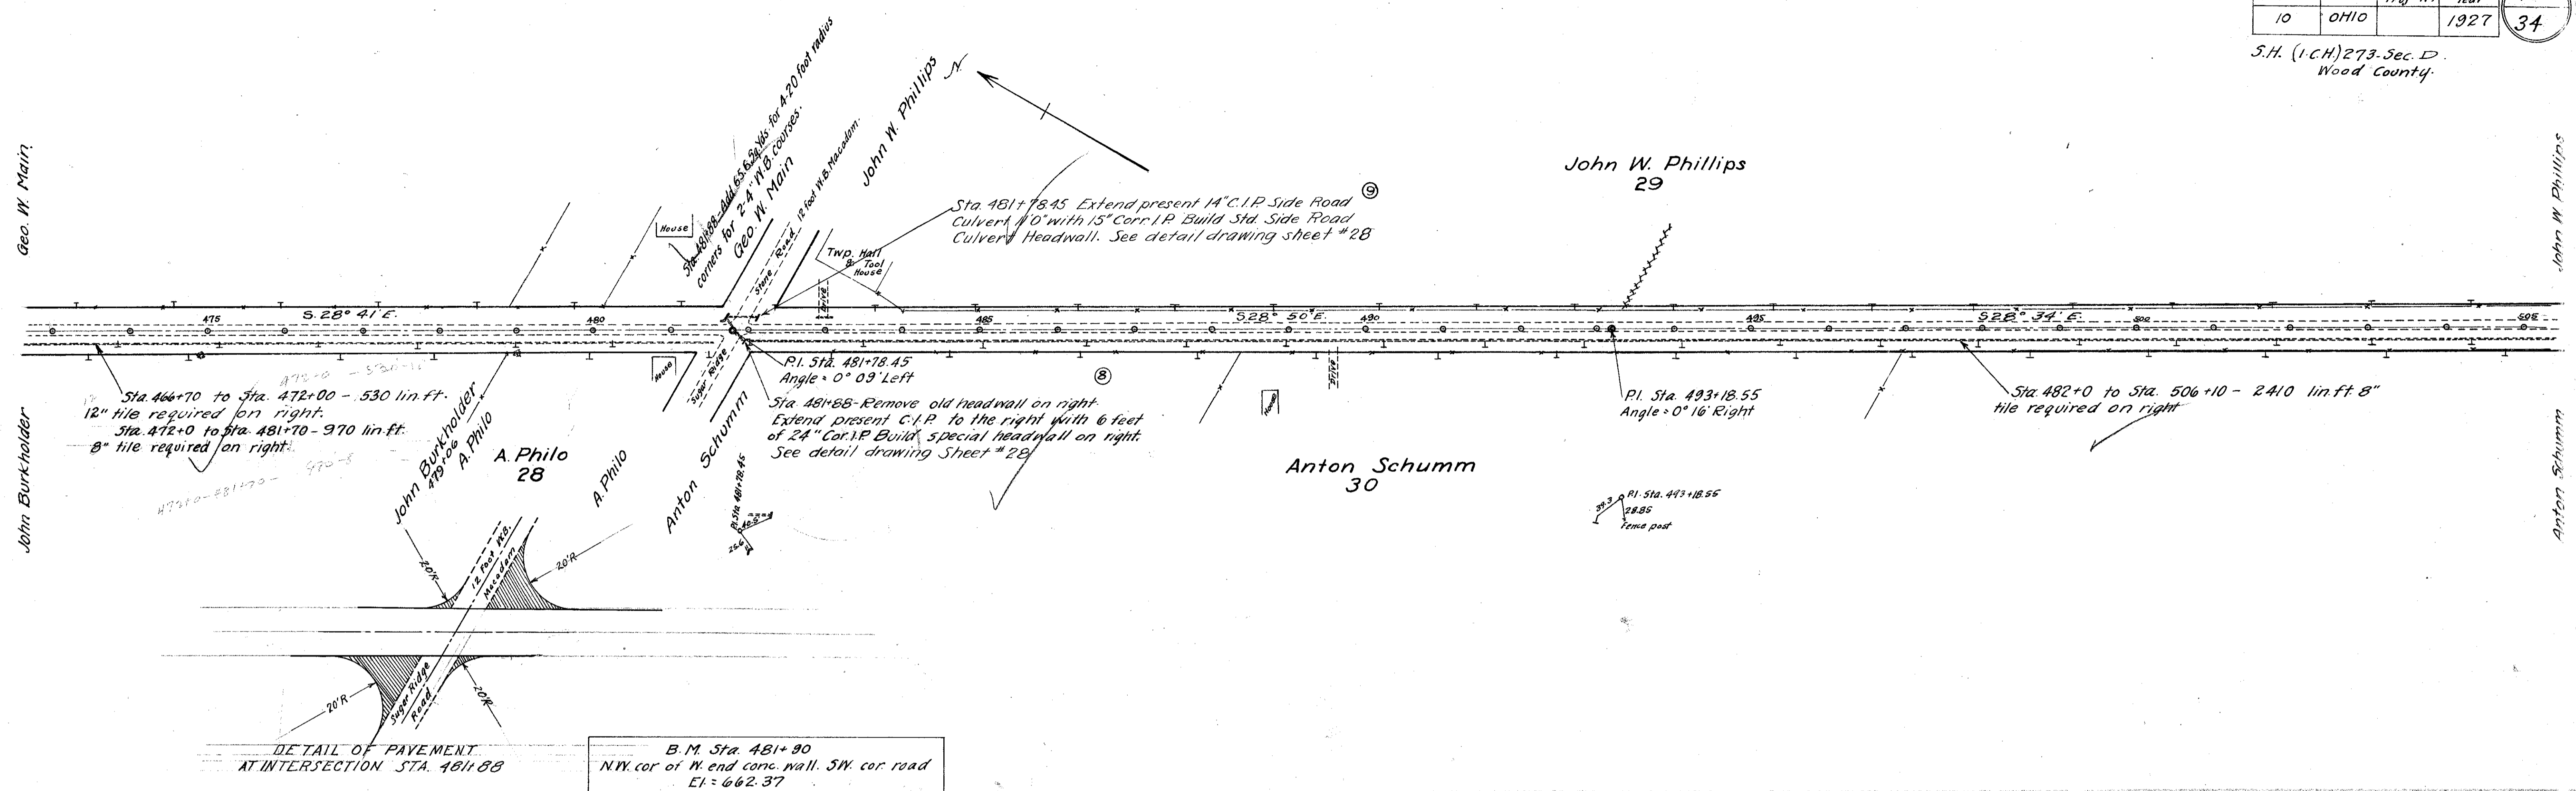 10 OHIO 1927 34
S.H. (I.C.H.) 273-Sec. D.
Wood County.
Geo. W. Main
John W. Phillips
29
John W. Phillips
Sta. 481+88-Add 65.6 Sq. Yds. for 4-20 foot radius
corners for 2-4" W.B. courses.
Geo. W. Main
Stone Road 12 foot W.B. Macadam.
John W. Phillips
N
House
Twp. Hall
& Tool
House
Drive
Sta. 481+78.45 Extend present 14" C.I.P. Side Road
Culvert 11'0" with 15" Corr. I.P. Build Std. Side Road
Culvert Headwall. See detail drawing sheet #28
9
475
S. 28° 41' E.
480
485
S. 28° 50' E.
490
495
S. 28° 34' E.
500
505
Sta. 466+70 to Sta. 472+00 - 530 lin. ft.
12" tile required on right.
Sta. 472+0 to Sta. 481+70 - 970 lin. ft.
8" tile required on right.
John Burkholder
John Burkholder
479+06
A. Philo
A. Philo
28
A. Philo
House
Sugar Ridge
Anton Schumm
P.I. Sta. 481+78.45
Angle = 0° 09' Left
8
Sta. 481+88-Remove old headwall on right.
Extend present C.I.P. to the right with 6 feet
of 24" Cor. I.P. Build special headwall on right.
See detail drawing Sheet #28
P.I. Sta. 481+78.45
Drive
House
Anton Schumm
30
P.I. Sta. 493+18.55
Angle = 0° 16' Right
P.I. Sta. 493+18.55
39.3
28.85
Fence post
Sta. 482+0 to Sta. 506+10 - 2410 lin. ft. 8"
tile required on right
Anton Schumm
20'R
12 Foot W.B.
Macadam
20'R
20'R
Sugar Ridge
Road
20'R
DETAIL OF PAVEMENT
AT INTERSECTION STA. 481+88
B.M. Sta. 481+90
N.W. cor of W. end conc. wall. SW. cor. road
El. = 662.37